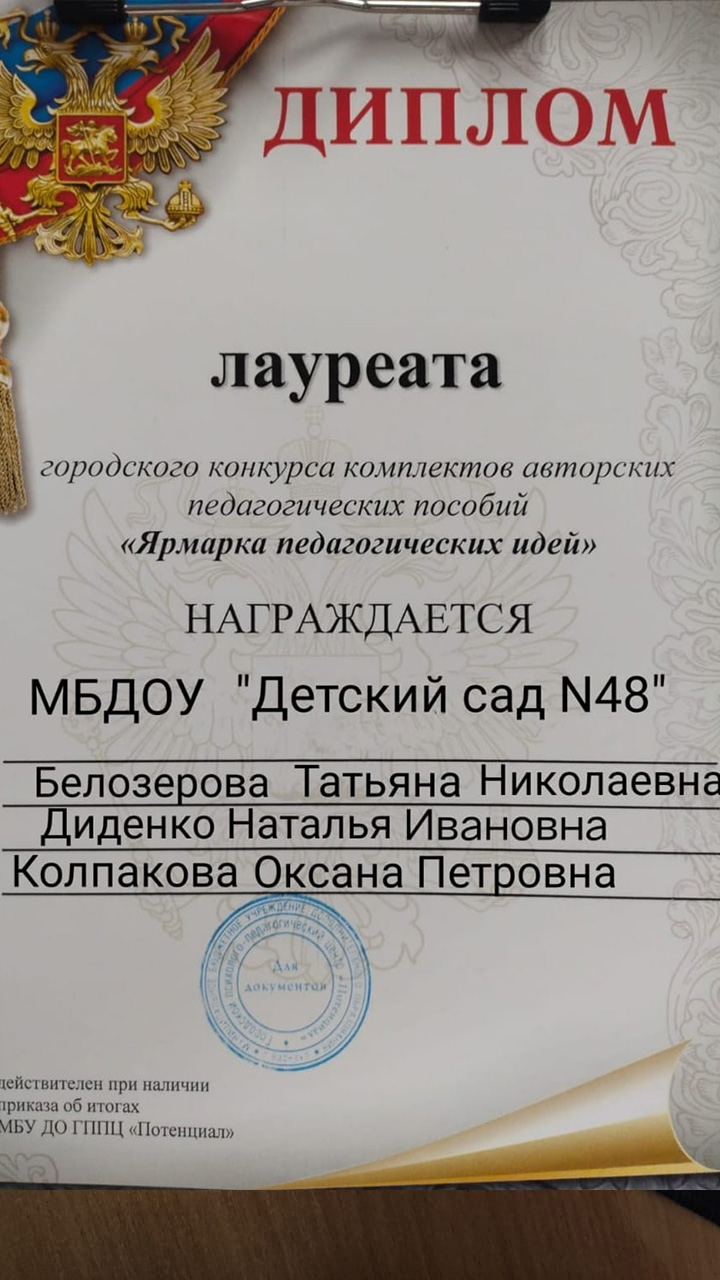 ДИПЛОМ
лауреата
городского конкурса комплектов авторских
педагогических пособий
«Ярмарка педагогических идей»
НАГРАЖДАЕТСЯ
МБДОУ "Детский сад N48"
Белозерова Татьяна Николаевна
Диденко Наталья Ивановна
Колпакова Оксана Петровна
Для
документов
действителен при наличии
приказа об итогах
МБУ ДО ГППЦ «Потенциал»